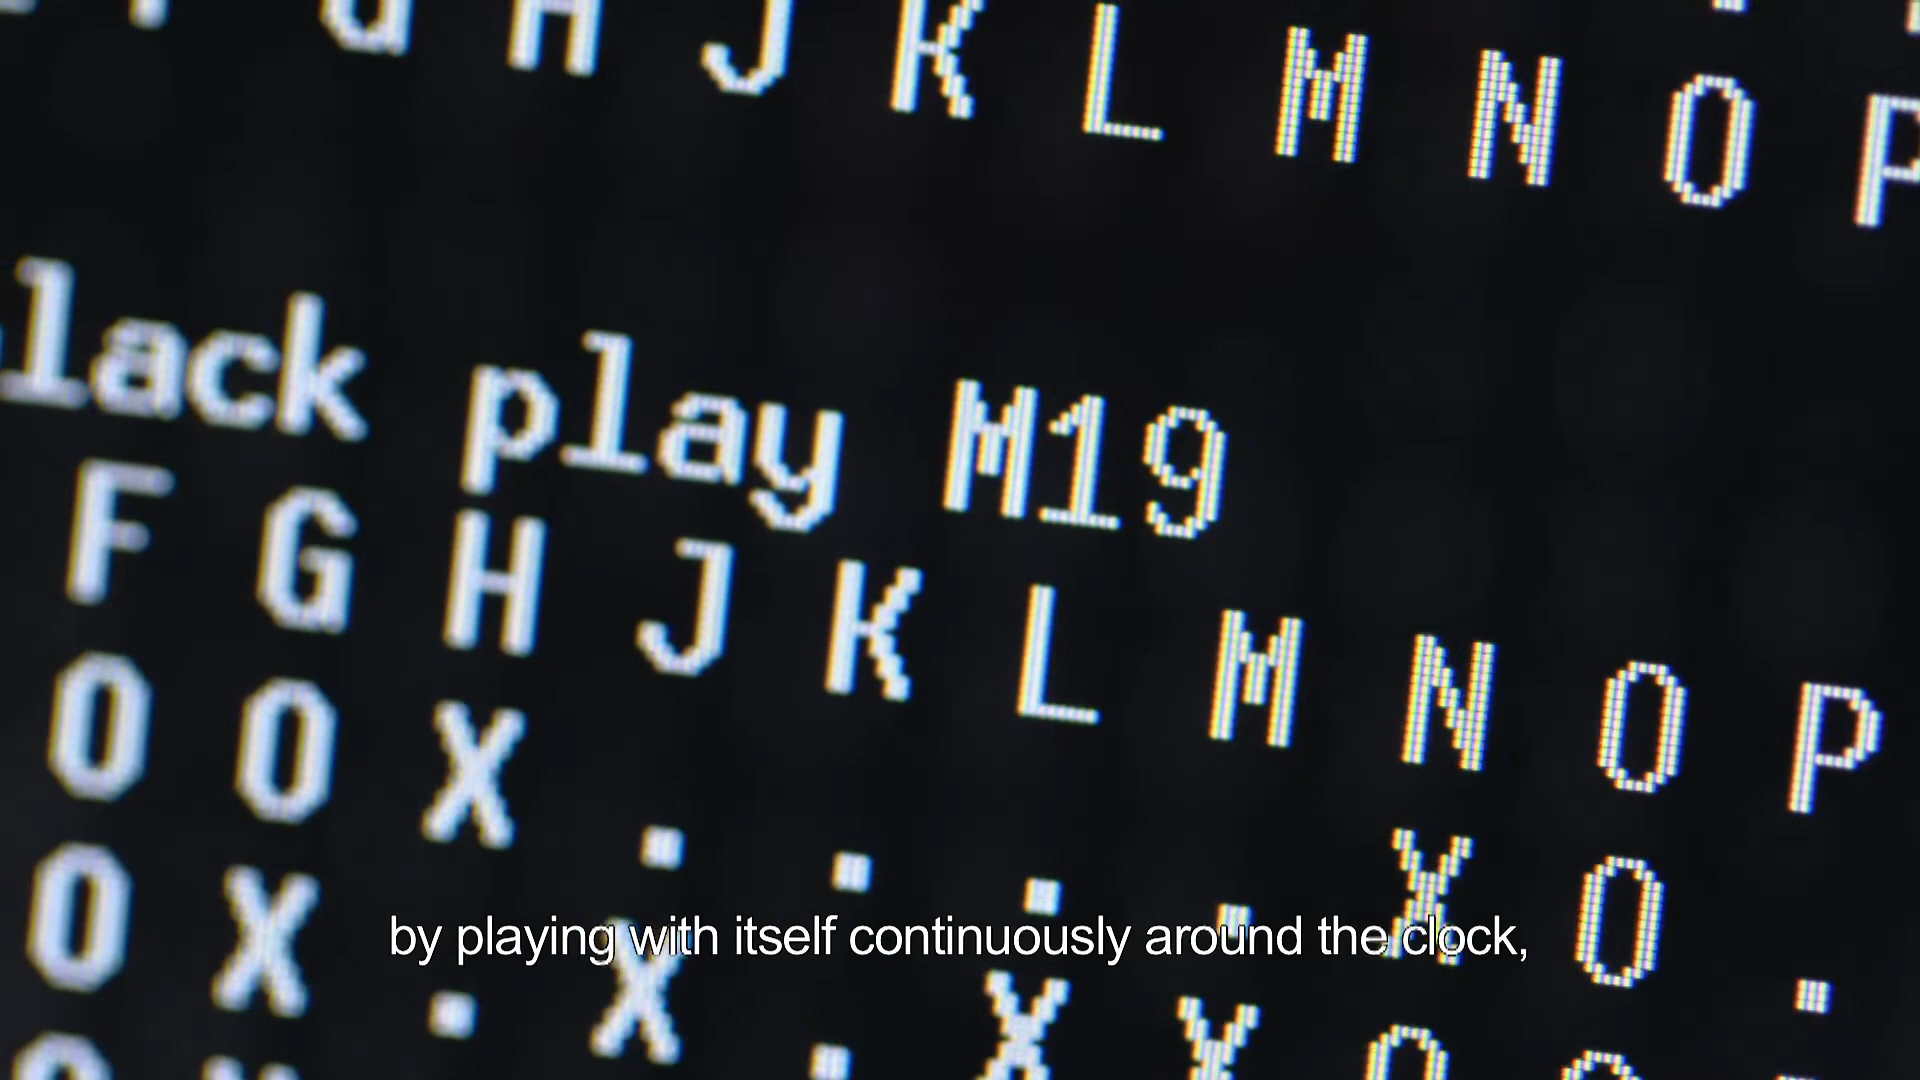 H J K L M N O P
lack play M19
F G H J K L M N O P
O O X . . . . X O .
O X . X . X X O
by playing with itself continuously around the clock,